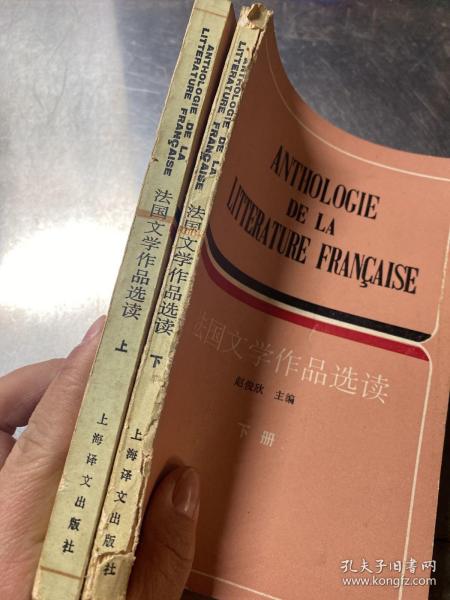 ANTHOLOGIE DE LA
LITTERATURE FRANÇAISE
法国文学作品选读
上
上海译文出版社
ANTHOLOGIE DE LA
LITTERATURE FRANÇAISE
法国文学作品选读
下
上海译文出版社
ANTHOLOGIE
DE LA
LITTERATURE FRANÇAISE
法国文学作品选读
赵俊欣 主编
下册
孔夫子旧书网
www.kongfz.com